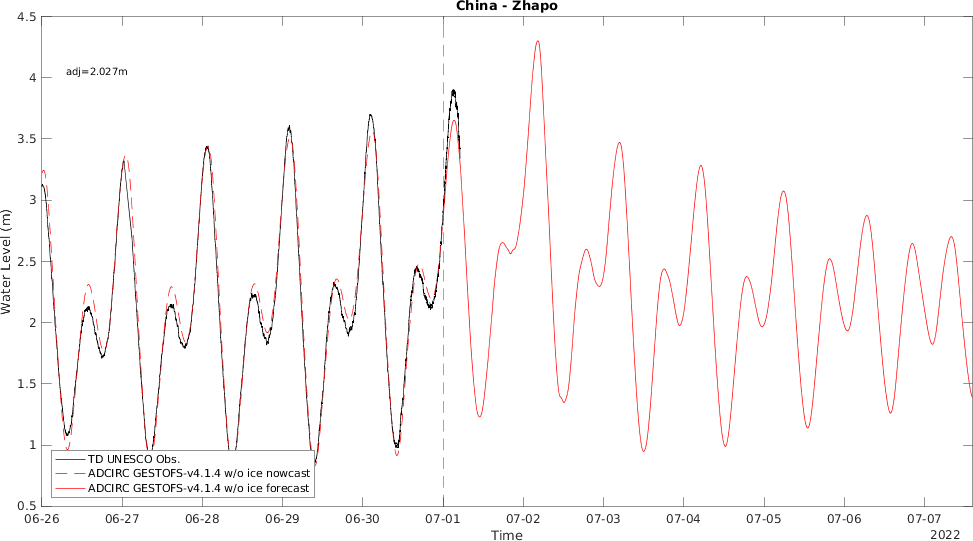 China - Zhapo
4.5
4
3.5
3
2.5
2
1.5
1
0.5
Water Level (m)
adj=2.027m
TD UNESCO Obs.
ADCIRC GESTOFS-v4.1.4 w/o ice nowcast
ADCIRC GESTOFS-v4.1.4 w/o ice forecast
06-26 06-27 06-28 06-29 06-30 07-01 07-02 07-03 07-04 07-05 07-06 07-07
Time
2022